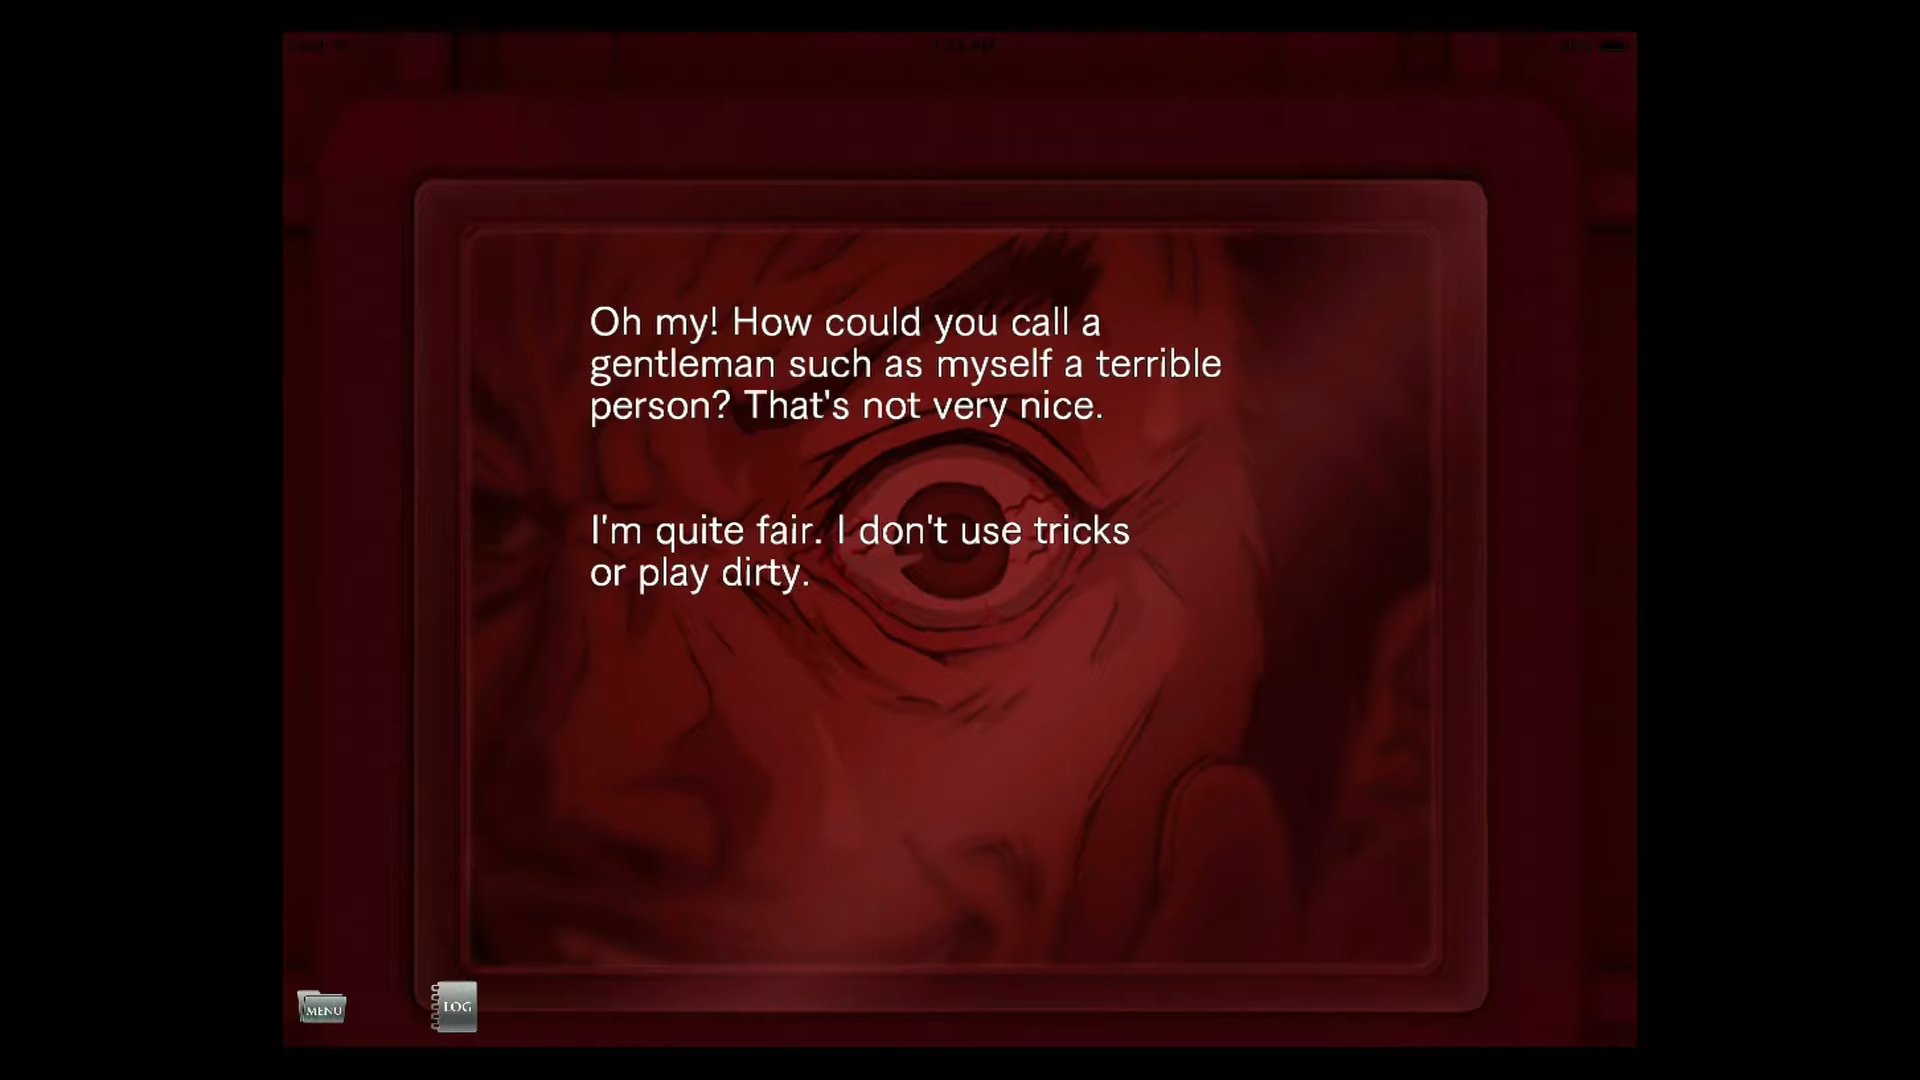 Oh my! How could you call a
gentleman such as myself a terrible
person? That's not very nice.
I'm quite fair. I don't use tricks
or play dirty.
MENU
LOG